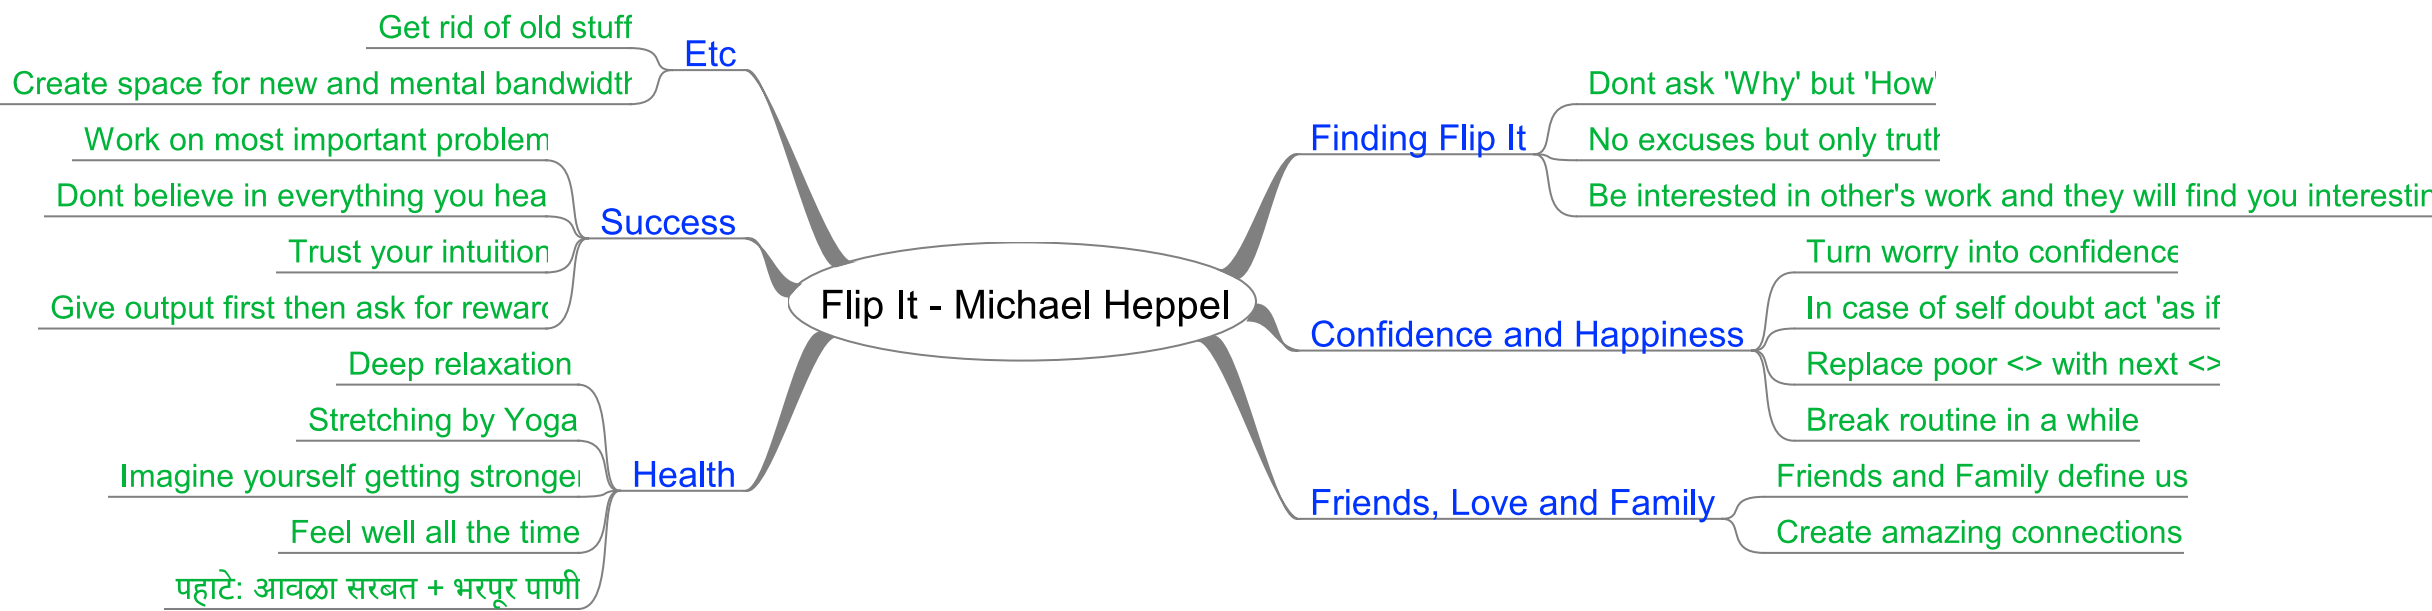 Get rid of old stuff
Etc
Create space for new and mental bandwidth
Work on most important problem
Dont believe in everything you hea
Success
Trust your intuition
Give output first then ask for reward
Deep relaxation
Stretching by Yoga
Imagine yourself getting stronger
Health
Feel well all the time
पहाटे: आवळा सरबत + भरपूर पाणी
Flip It - Michael Heppel
Dont ask 'Why' but 'How'
Finding Flip It
No excuses but only truth
Be interested in other's work and they will find you interestin
Turn worry into confidence
In case of self doubt act 'as if
Confidence and Happiness
Replace poor <> with next <>
Break routine in a while
Friends and Family define us
Friends, Love and Family
Create amazing connections